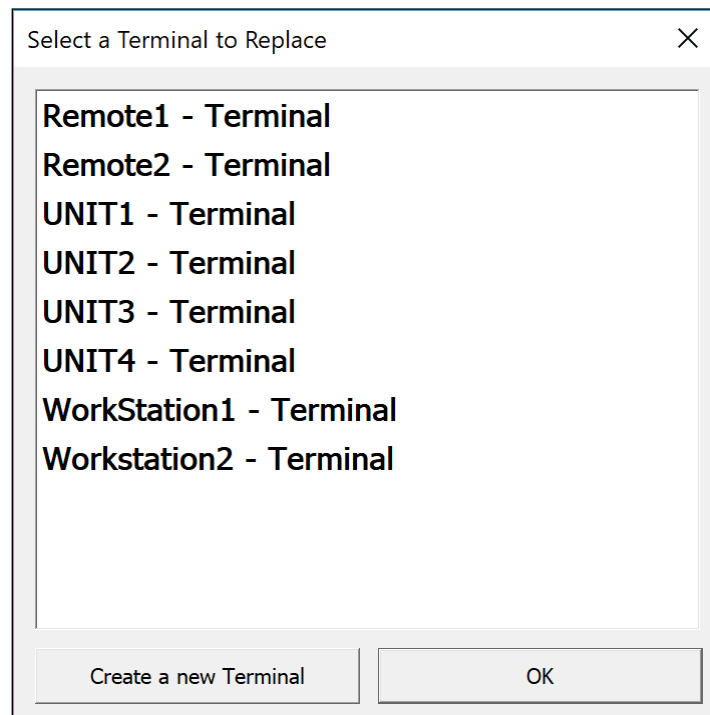 Select a Terminal to Replace
Remote1 - Terminal
Remote2 - Terminal
UNIT1 - Terminal
UNIT2 - Terminal
UNIT3 - Terminal
UNIT4 - Terminal
WorkStation1 - Terminal
Workstation2 - Terminal
Create a new Terminal
OK